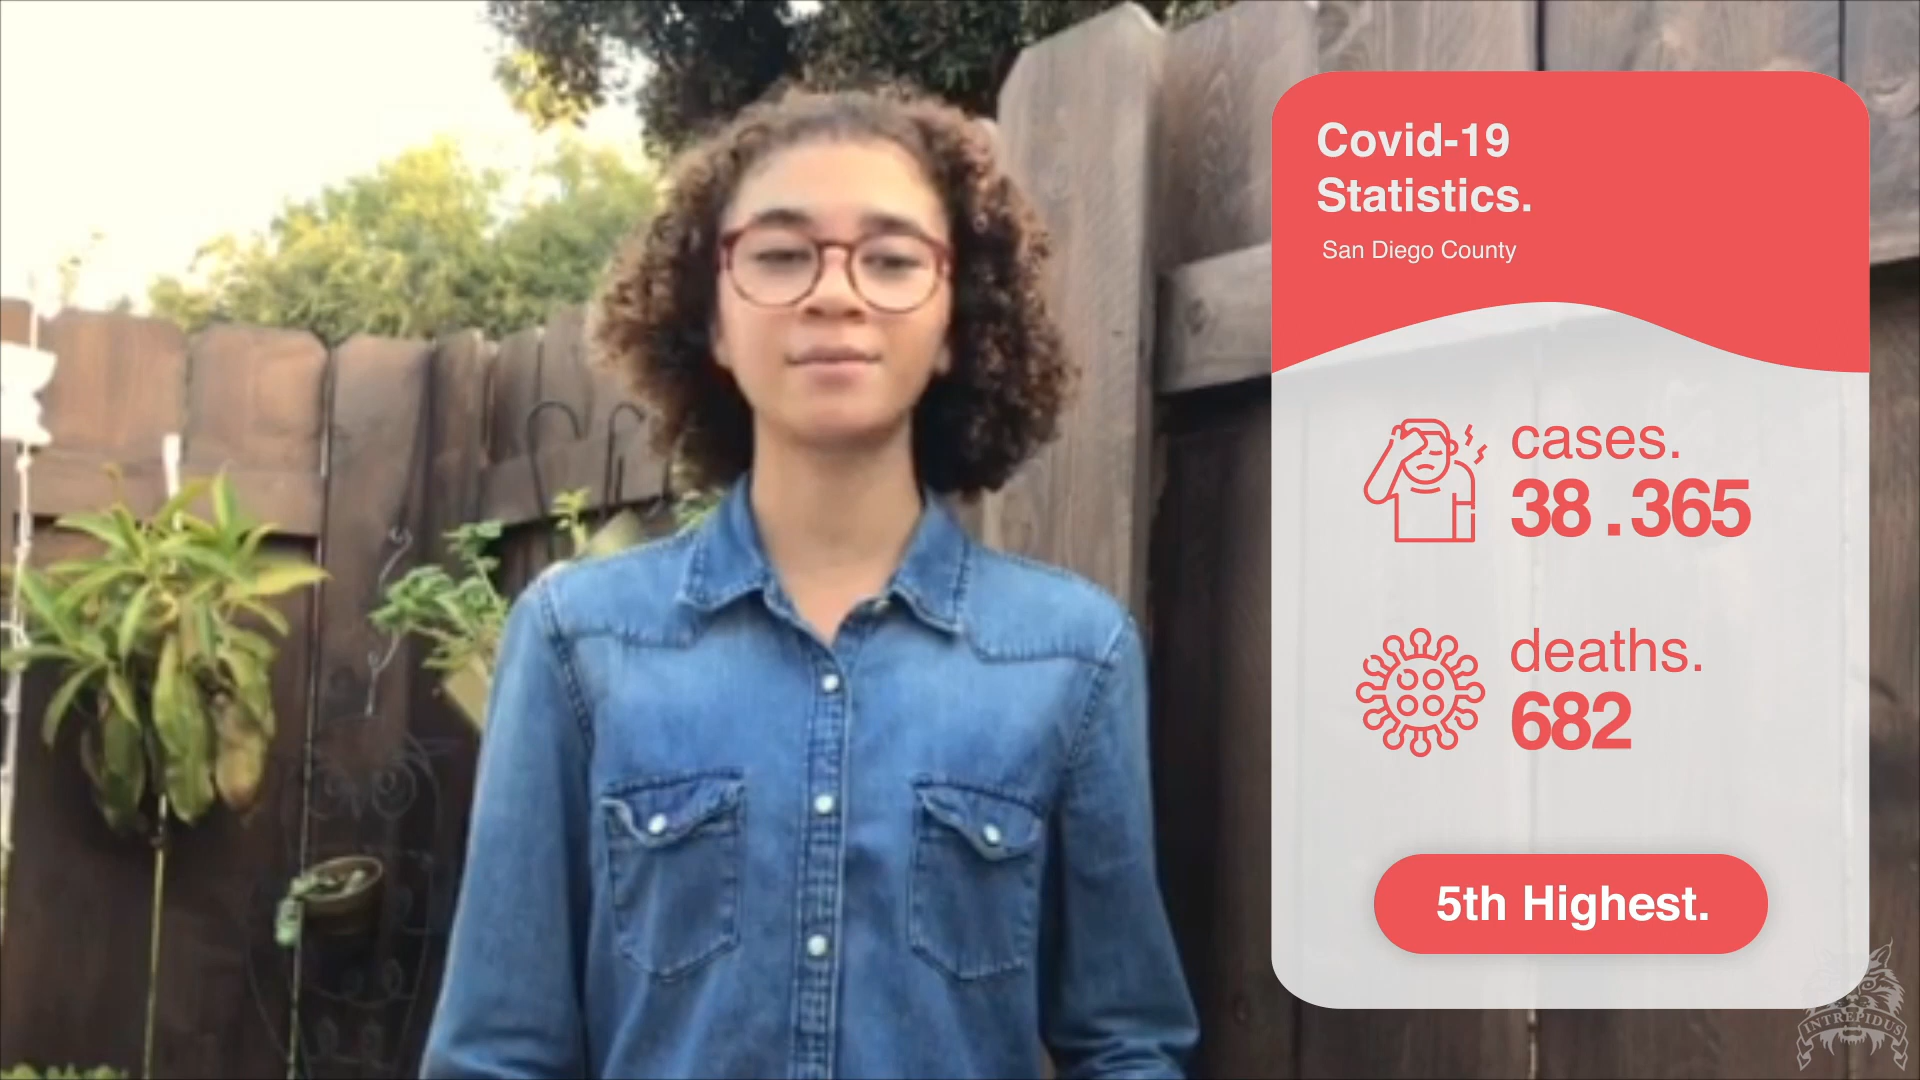 Covid-19
Statistics.
San Diego County
cases.
38.365
deaths.
682
5th Highest.
INTREPIDUS